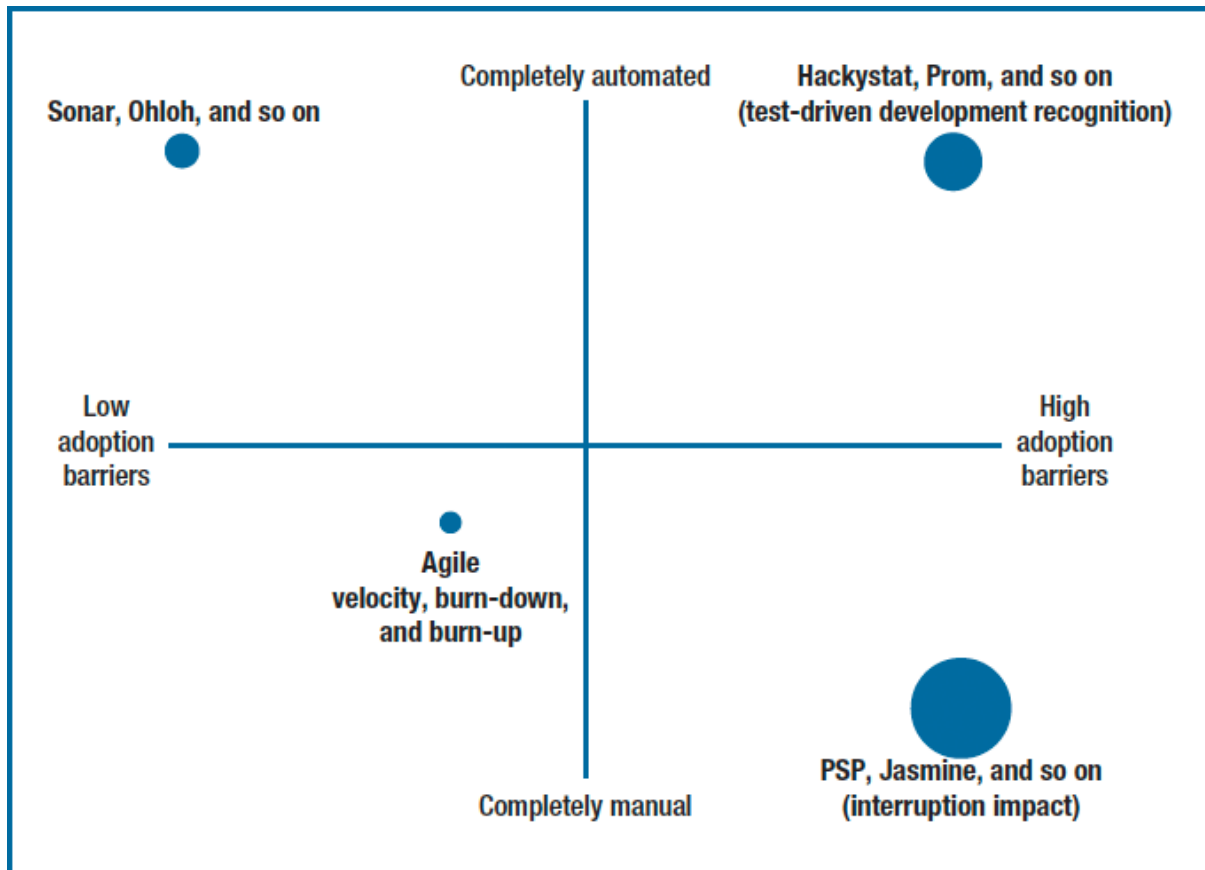 Completely automated
Hackystat, Prom, and so on
(test-driven development recognition)
Sonar, Ohloh, and so on
Low
adoption
barriers
High
adoption
barriers
Agile
velocity, burn-down,
and burn-up
PSP, Jasmine, and so on
(interruption impact)
Completely manual